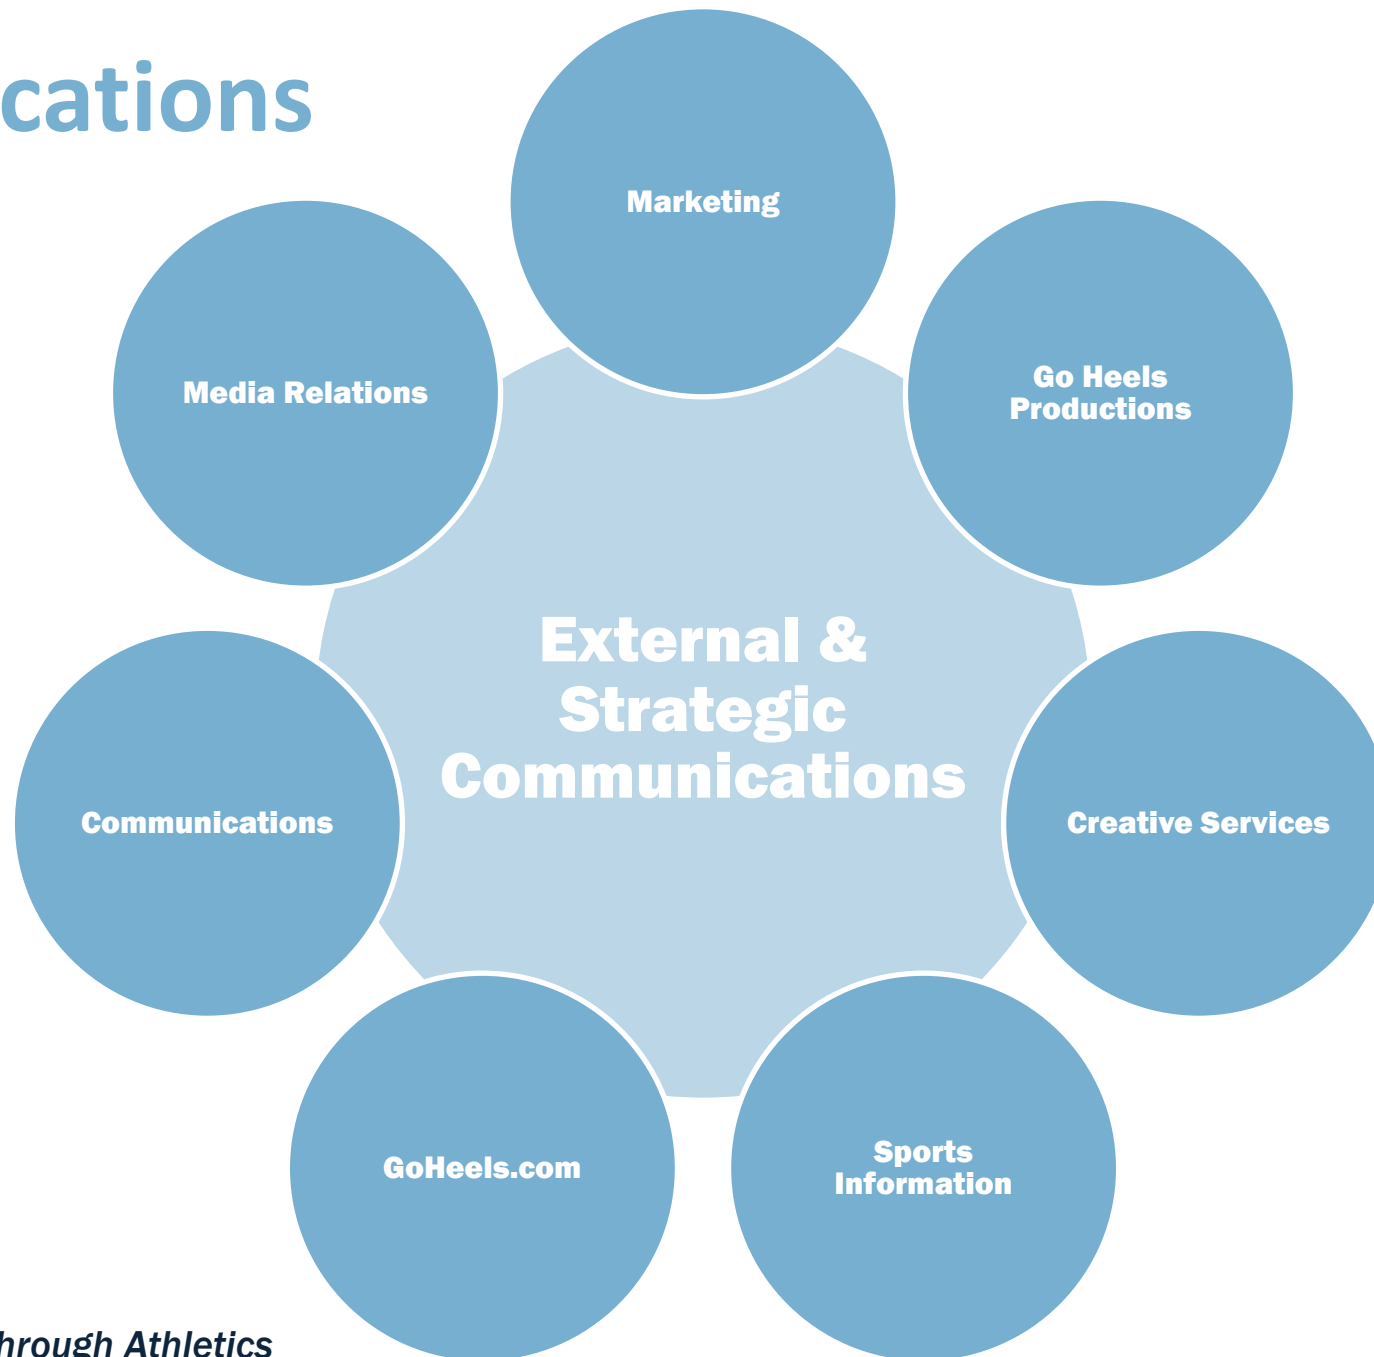 cations
Marketing
Media Relations
Go Heels
Productions
External &
Strategic
Communications
Communications
Creative Services
GoHeels.com
Sports
Information
hrough Athletics